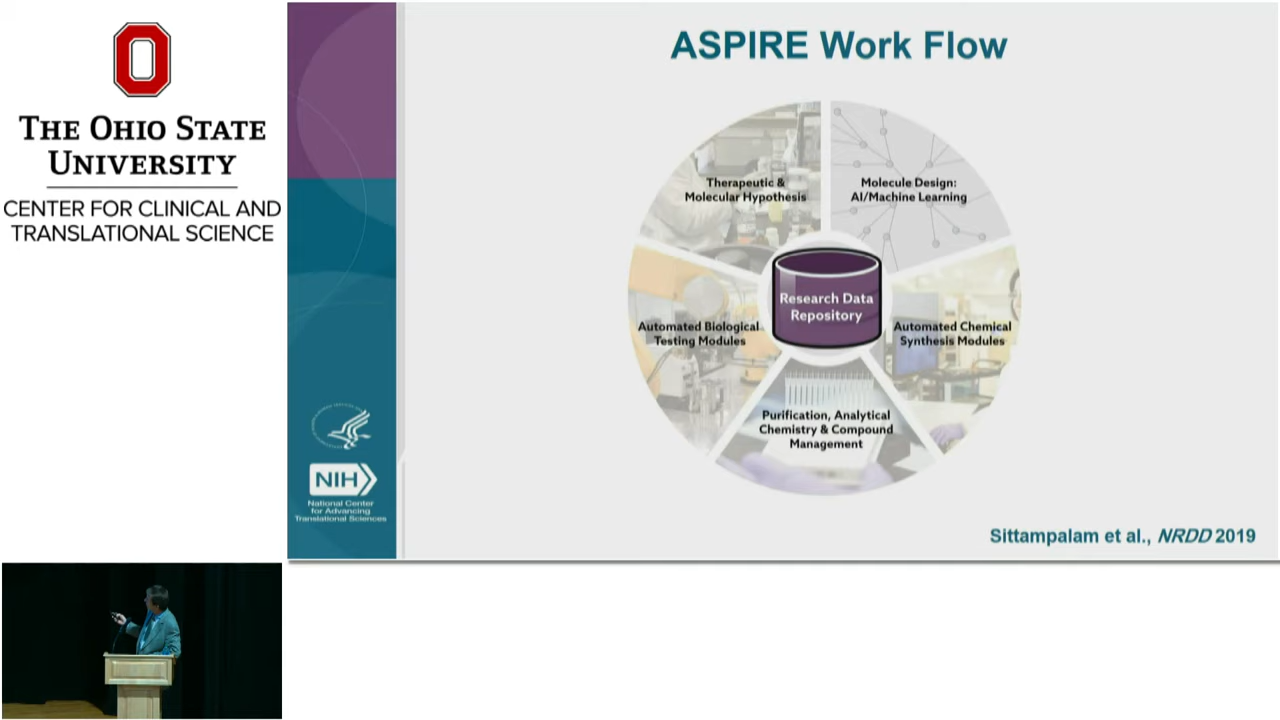 THE OHIO STATE
UNIVERSITY
CENTER FOR CLINICAL AND
TRANSLATIONAL SCIENCE
NIH
National Center
for Advancing
Translational Sciences
ASPIRE Work Flow
Therapeutic &
Molecular Hypothesis
Molecule Design:
AI/Machine Learning
Research Data
Repository
Automated Biological
Testing Modules
Automated Chemical
Synthesis Modules
Purification, Analytical
Chemistry & Compound
Management
Sittampalam et al., NRDD 2019